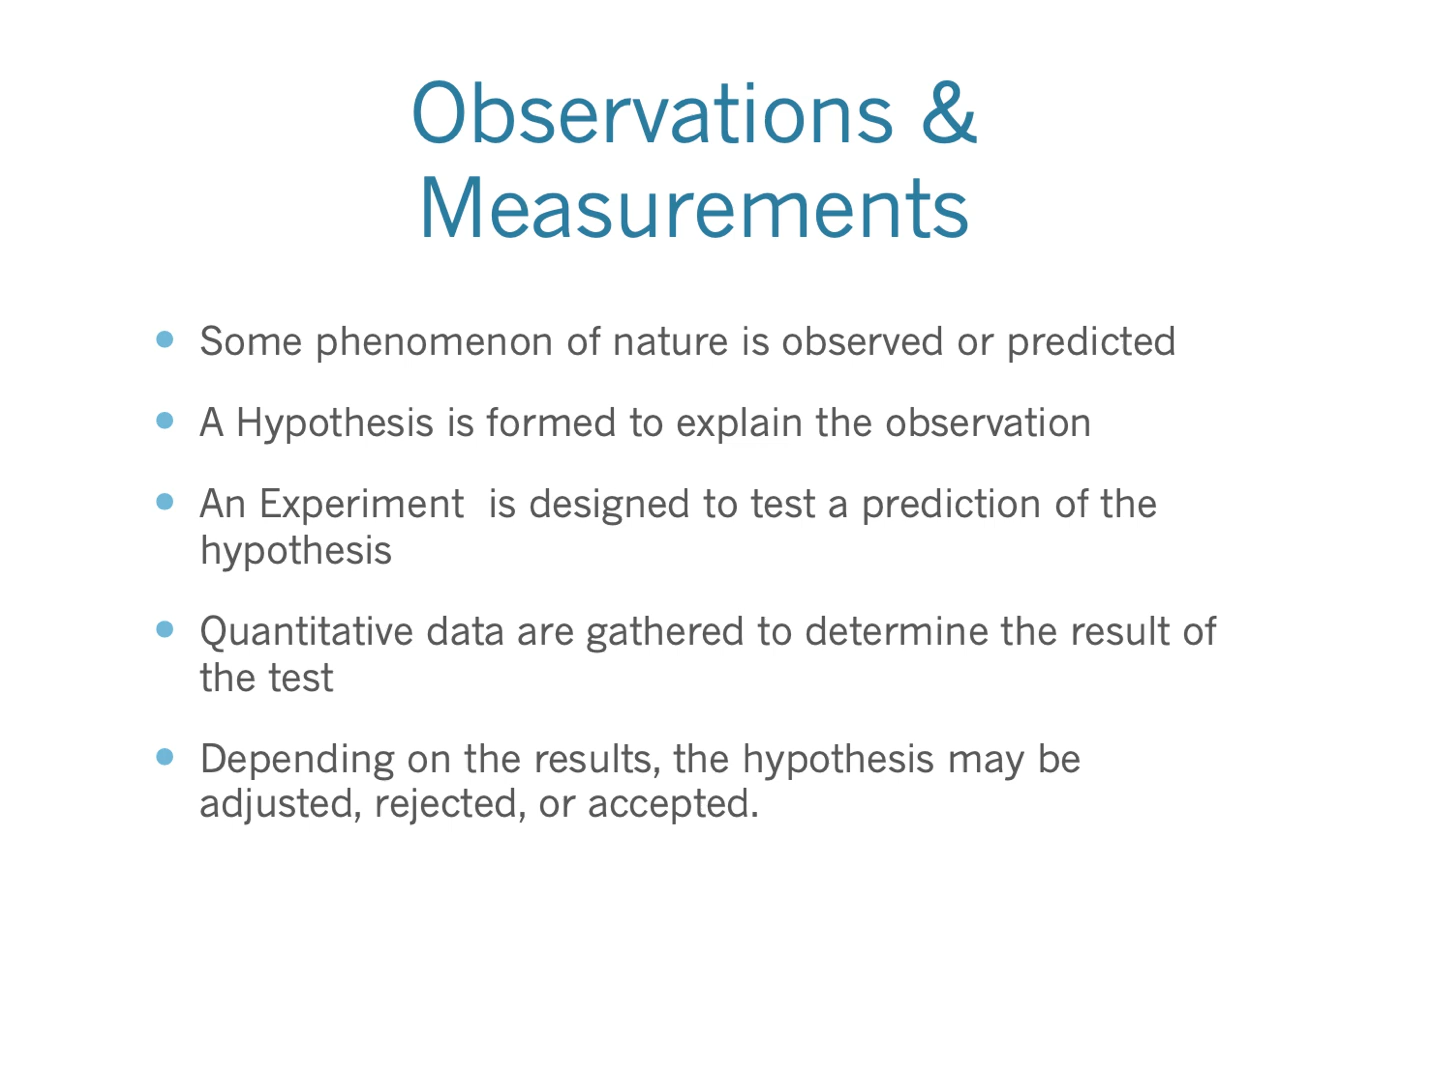 Observations &
Measurements
• Some phenomenon of nature is observed or predicted
• A Hypothesis is formed to explain the observation
• An Experiment  is designed to test a prediction of the
hypothesis
• Quantitative data are gathered to determine the result of
the test
• Depending on the results, the hypothesis may be
adjusted, rejected, or accepted.